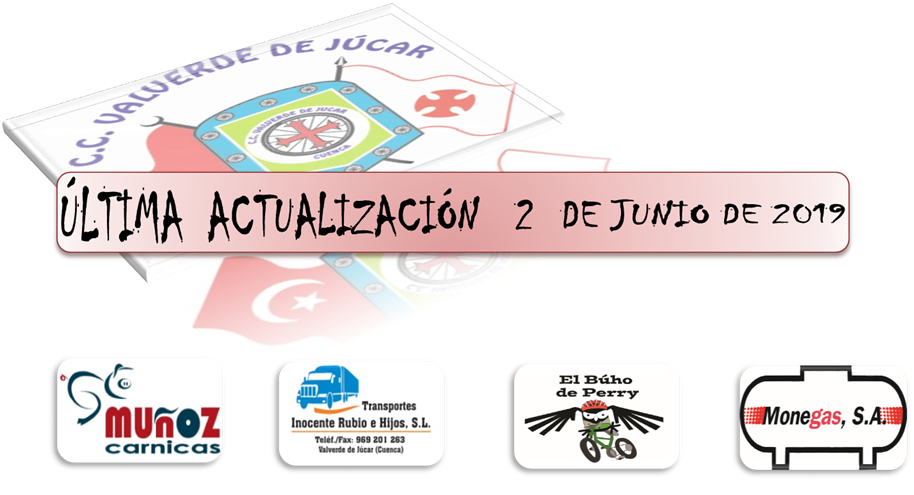 C.C. VALVERDE DE JÚCAR
C.C. VALVERDE DE JUCAR
CUENCA
ÚLTIMA ACTUALIZACIÓN 2 DE JUNIO DE 2019
MUÑOZ
carnicas
Transportes
Inocente Rubio e Hijos, S.L.
Teléf./Fax: 969 201 263
Valverde de Júcar (Cuenca)
El Búho
de Perry
Monegas, S.A.